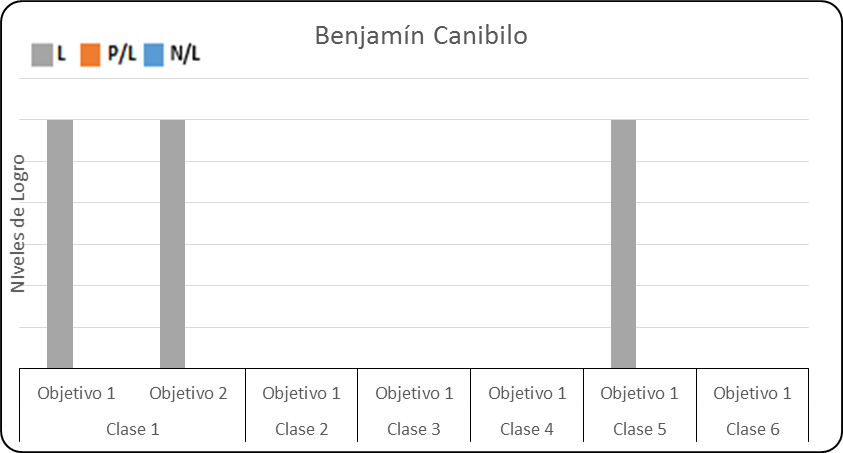 Benjamín Canibilo
L P/L N/L
NIveles de Logro
Objetivo 1 Objetivo 2 Objetivo 1 Objetivo 1 Objetivo 1 Objetivo 1 Objetivo 1
Clase 1 Clase 2 Clase 3 Clase 4 Clase 5 Clase 6